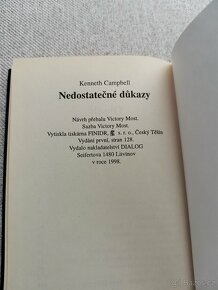 Kenneth Campbell
Nedostatečné důkazy
Návrh přebalu Victory Most.
Sazba Victory Most.
Vytiskla tiskárna FINIDR, s. r. o., Český Těšín
Vydání první, stran 128.
Vydalo nakladatelství DIALOG
Seifertova 1480 Litvínov
v roce 1998.